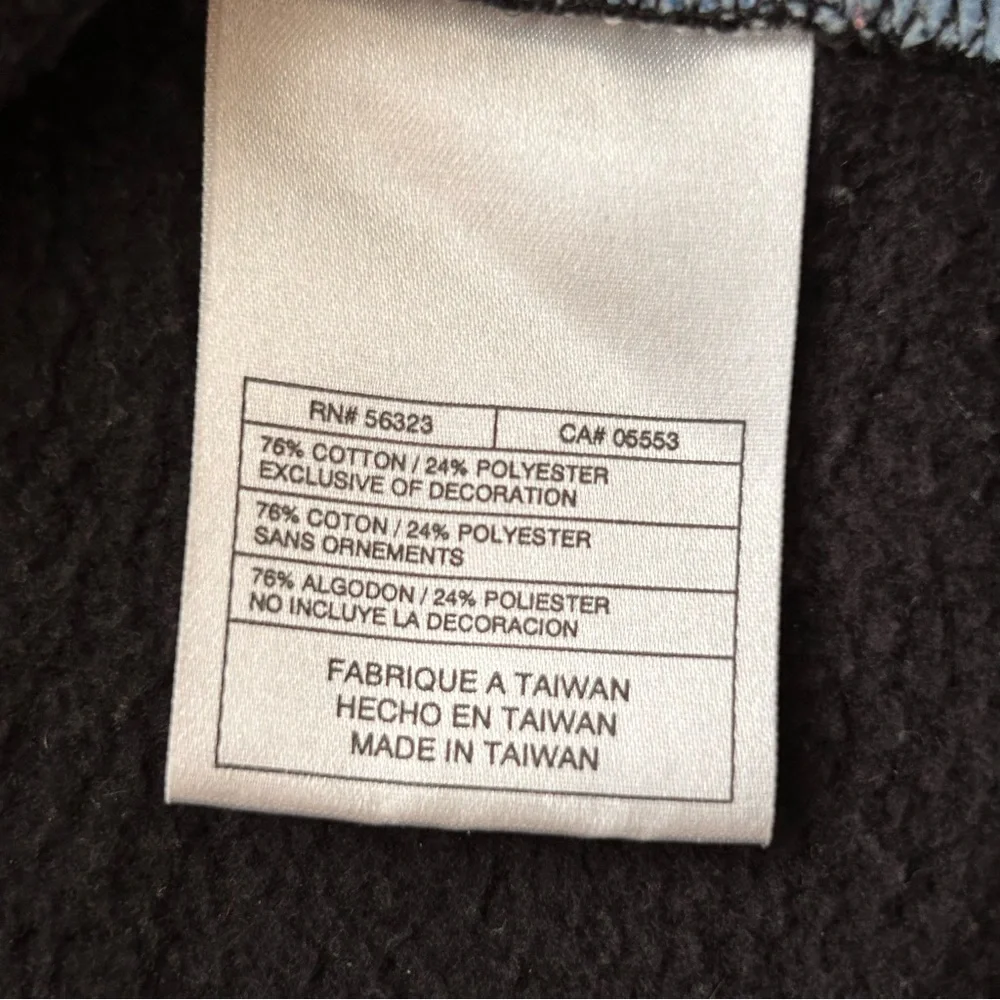 RN# 56323 CA# 05553
76% COTTON / 24% POLYESTER
EXCLUSIVE OF DECORATION
76% COTON / 24% POLYESTER
SANS ORNEMENTS
76% ALGODON / 24% POLIESTER
NO INCLUYE LA DECORACION
FABRIQUE A TAIWAN
HECHO EN TAIWAN
MADE IN TAIWAN